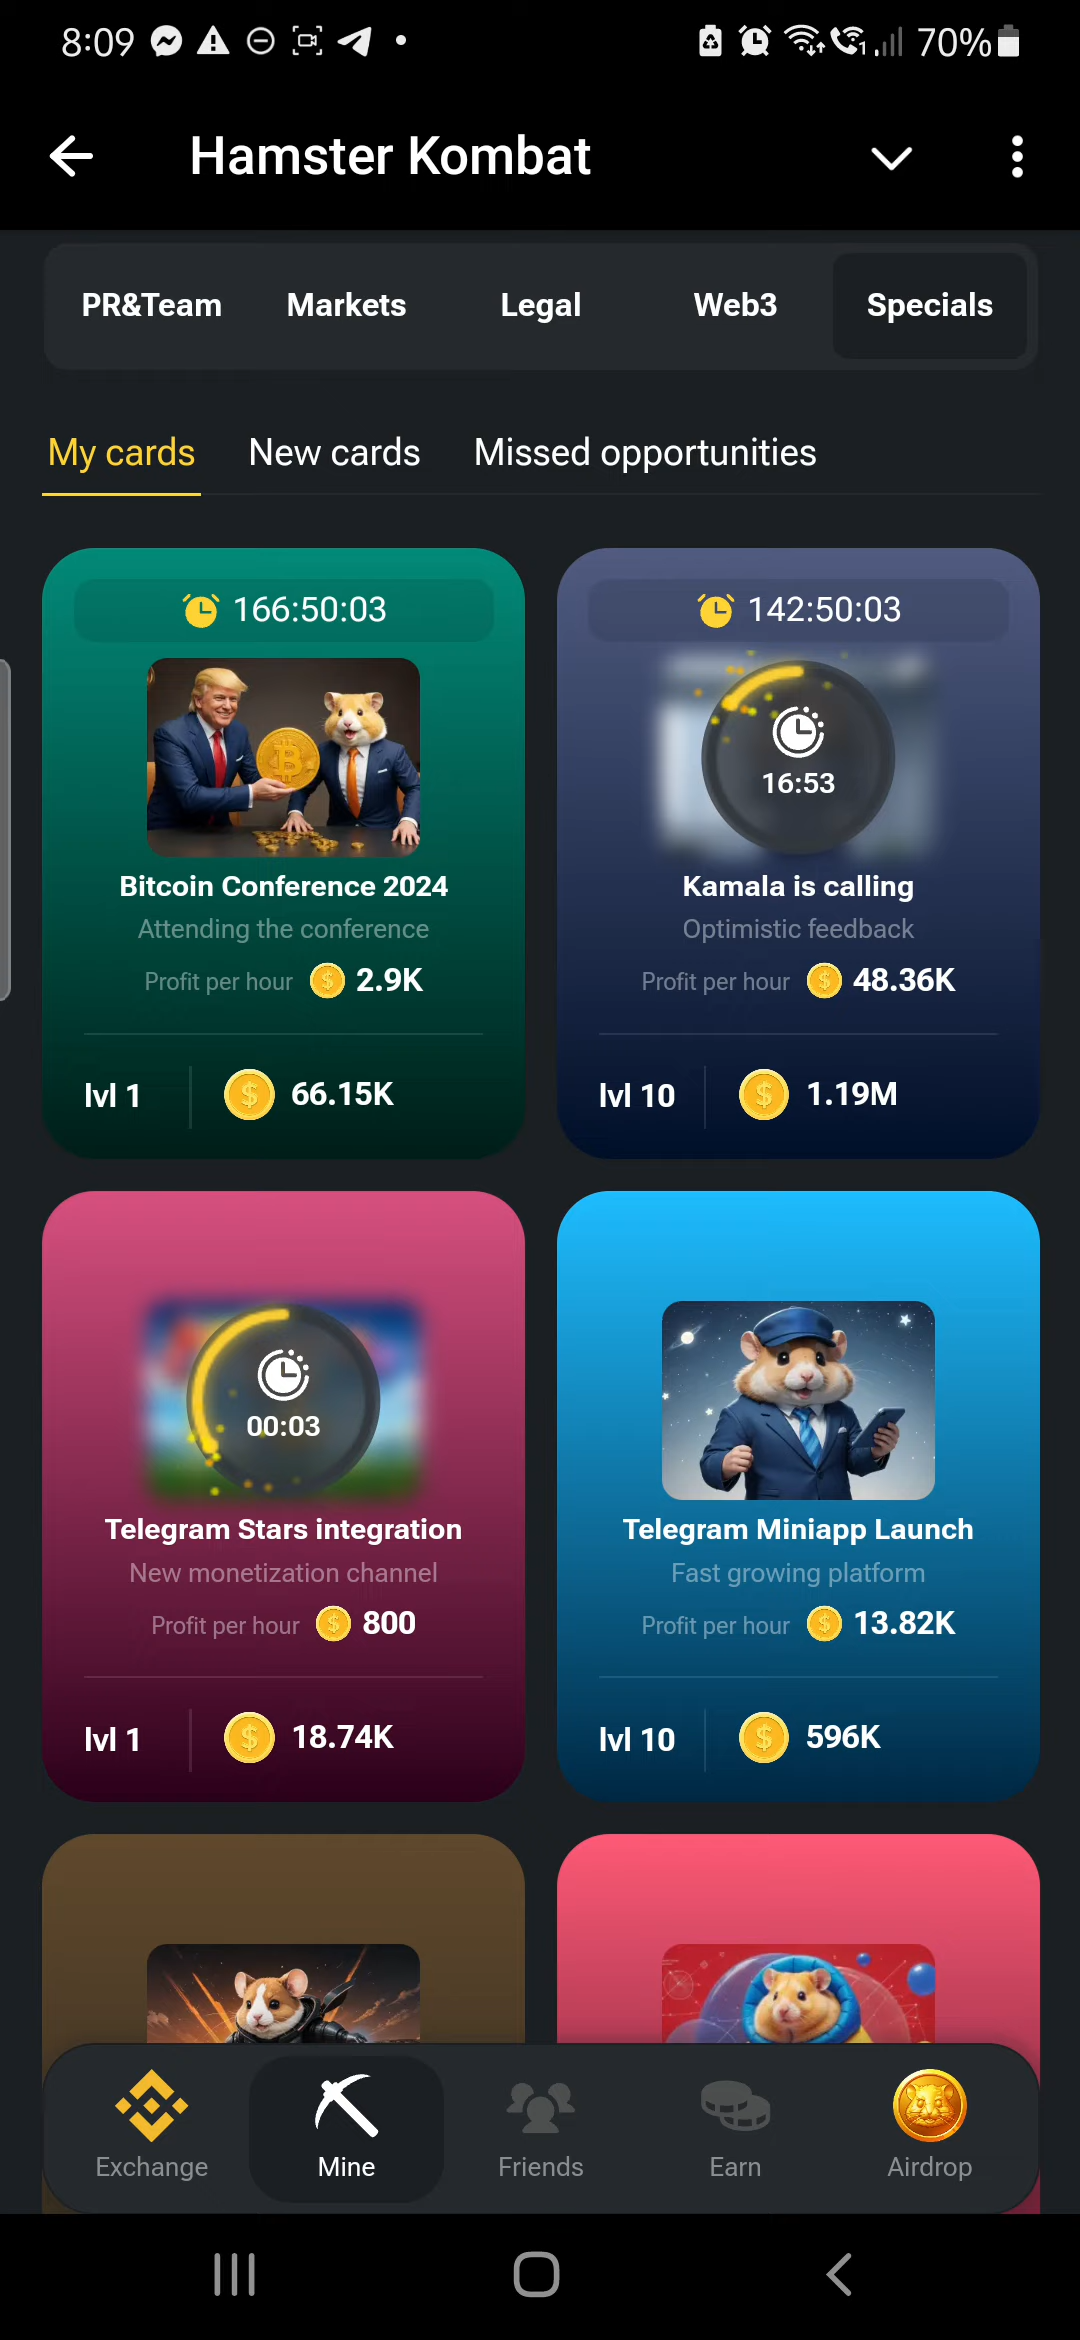 8:09
70%
Hamster Kombat
PR&Team Markets Legal Web3 Specials
My cards New cards Missed opportunities
166:50:03
Bitcoin Conference 2024
Attending the conference
Profit per hour 2.9K
lvl 1 66.15K
142:50:03
16:53
Kamala is calling
Optimistic feedback
Profit per hour 48.36K
lvl 10 1.19M
00:03
Telegram Stars integration
New monetization channel
Profit per hour 800
lvl 1 18.74K
Telegram Miniapp Launch
Fast growing platform
Profit per hour 13.82K
lvl 10 596K
Exchange Mine Friends Earn Airdrop